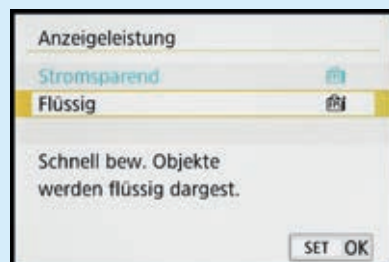 Anzeigeleistung
Stromsparend
Flüssig
Schnell bew. Objekte
werden flüssig dargest.
SET OK